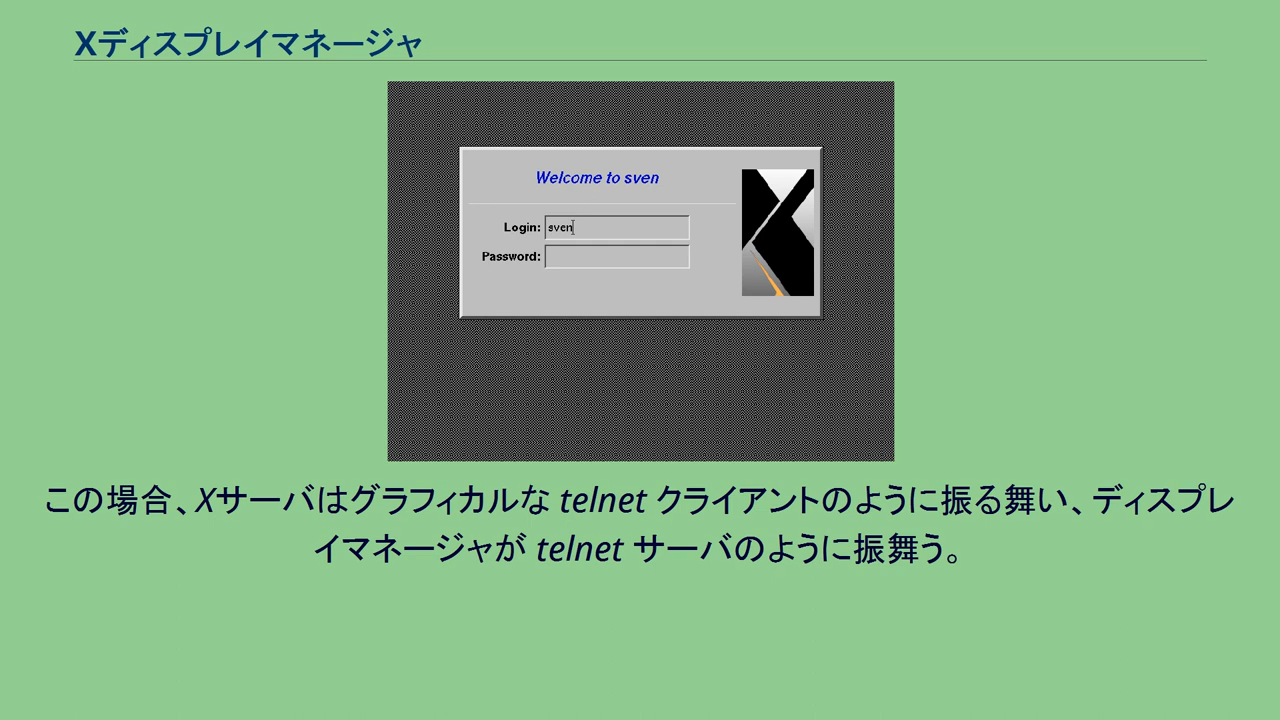 Xディスプレイマネージャ
Welcome to sven
Login: sven
Password:
この場合、Xサーバはグラフィカルな telnet クライアントのように振る舞い、ディスプレ
イマネージャが telnet サーバのように振舞う。